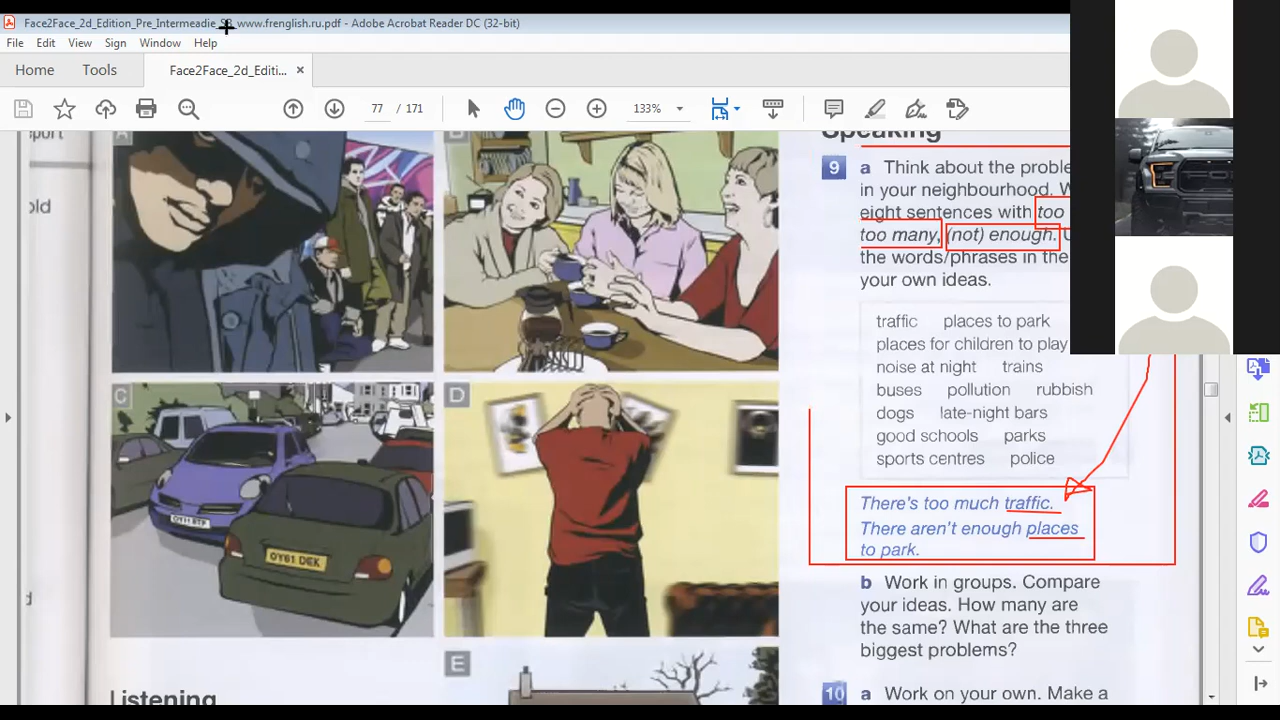 Face2Face_2d_Edition_Pre_Intermeadie_SB_www.frenglish.ru.pdf - Adobe Acrobat Reader DC (32-bit)
File Edit View Sign Window Help
Home Tools Face2Face_2d_Editi... ×
77 / 171 133%
Speaking
9 a Think about the
in your neighbourhood.
eight sentences with too
too many, (not) enough.
the words/phrases in the
your own ideas.
traffic places to park
places for children to play
noise at night trains
buses pollution rubbish
dogs late-night bars
good schools parks
sports centres police
There's too much traffic.
There aren't enough places
to park.
b Work in groups. Compare
your ideas. How many are
the same? What are the three
biggest problems?
10 a Work on your own. Make a
old
C
D
OY61 DEK
E
Listening